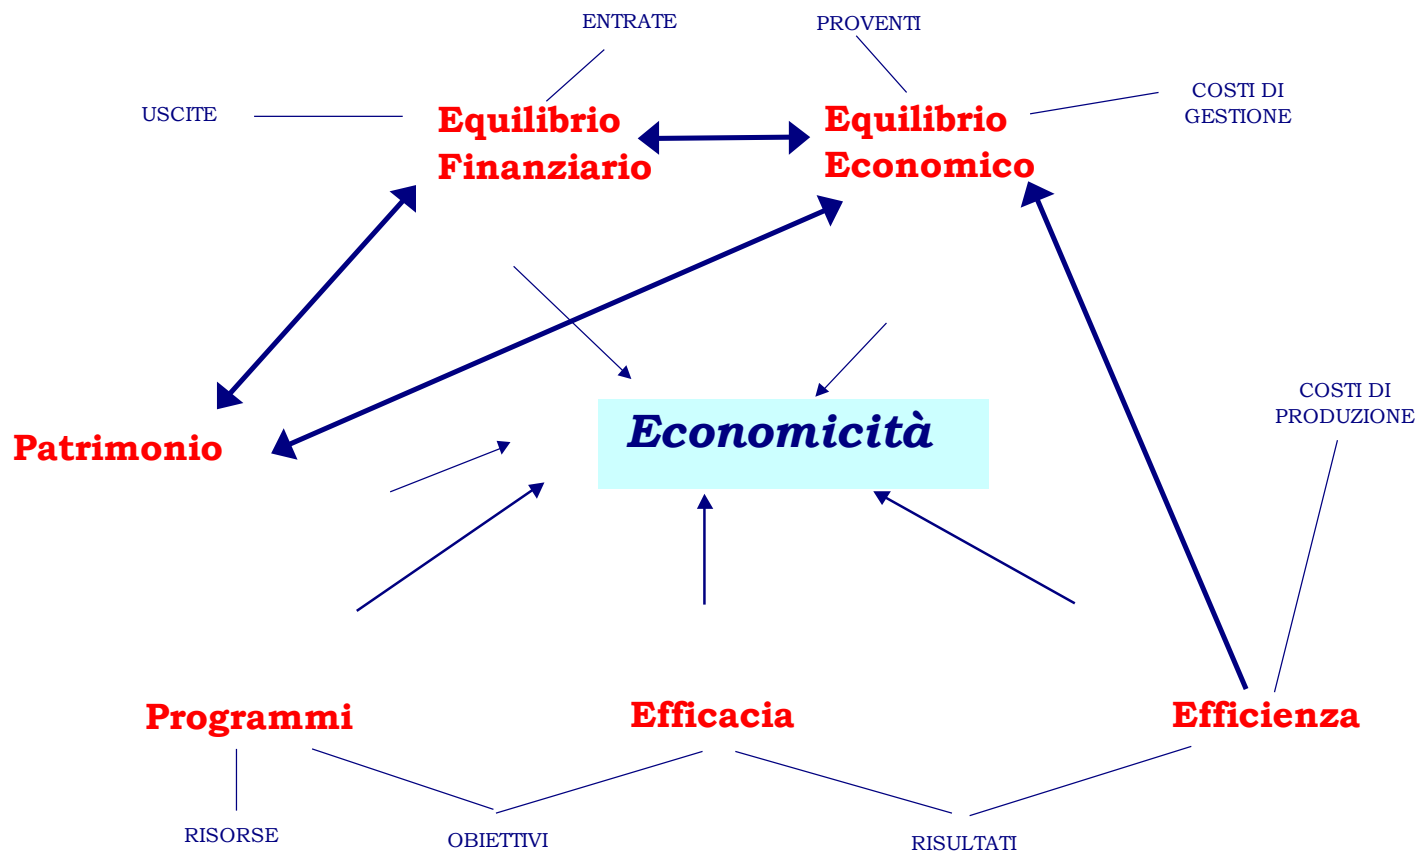 ENTRATE
PROVENTI
USCITE
COSTI DI
GESTIONE
Equilibrio
Finanziario
Equilibrio
Economico
COSTI DI
PRODUZIONE
Patrimonio
Economicità
Programmi
Efficacia
Efficienza
RISORSE
OBIETTIVI
RISULTATI